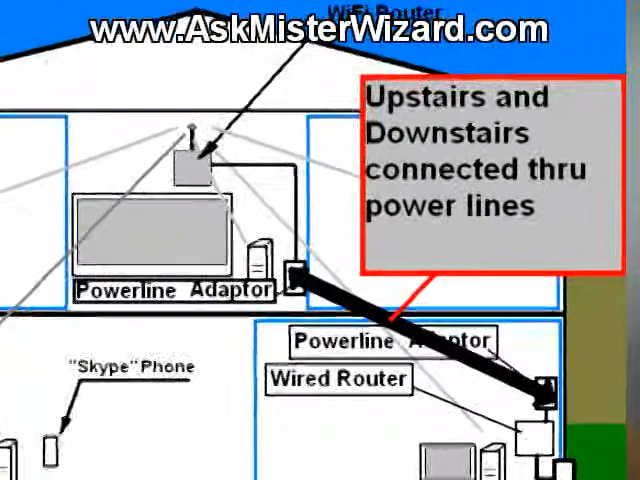 WiFi Router
www.AskMisterWizard.com
Upstairs and
Downstairs
connected thru
power lines
Powerline Adaptor
Powerline Adaptor
"Skype" Phone
Wired Router